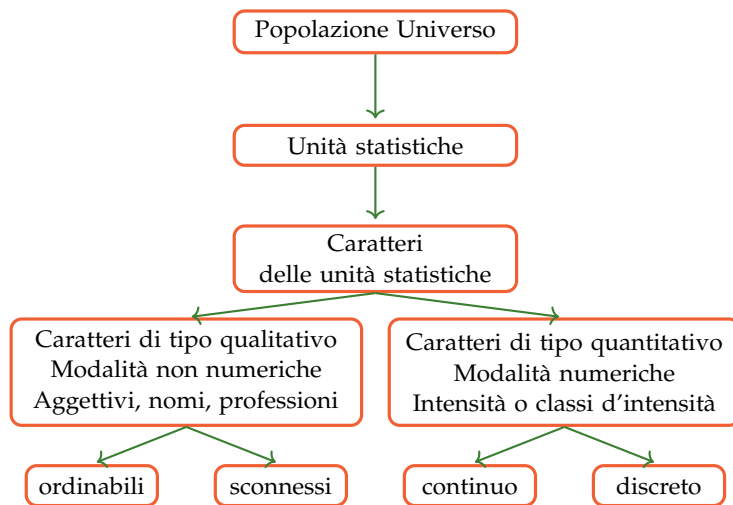 Popolazione Universo
Unità statistiche
Caratteri
delle unità statistiche
Caratteri di tipo qualitativo
Modalità non numeriche
Aggettivi, nomi, professioni
Caratteri di tipo quantitativo
Modalità numeriche
Intensità o classi d'intensità
ordinabili
sconnessi
continuo
discreto